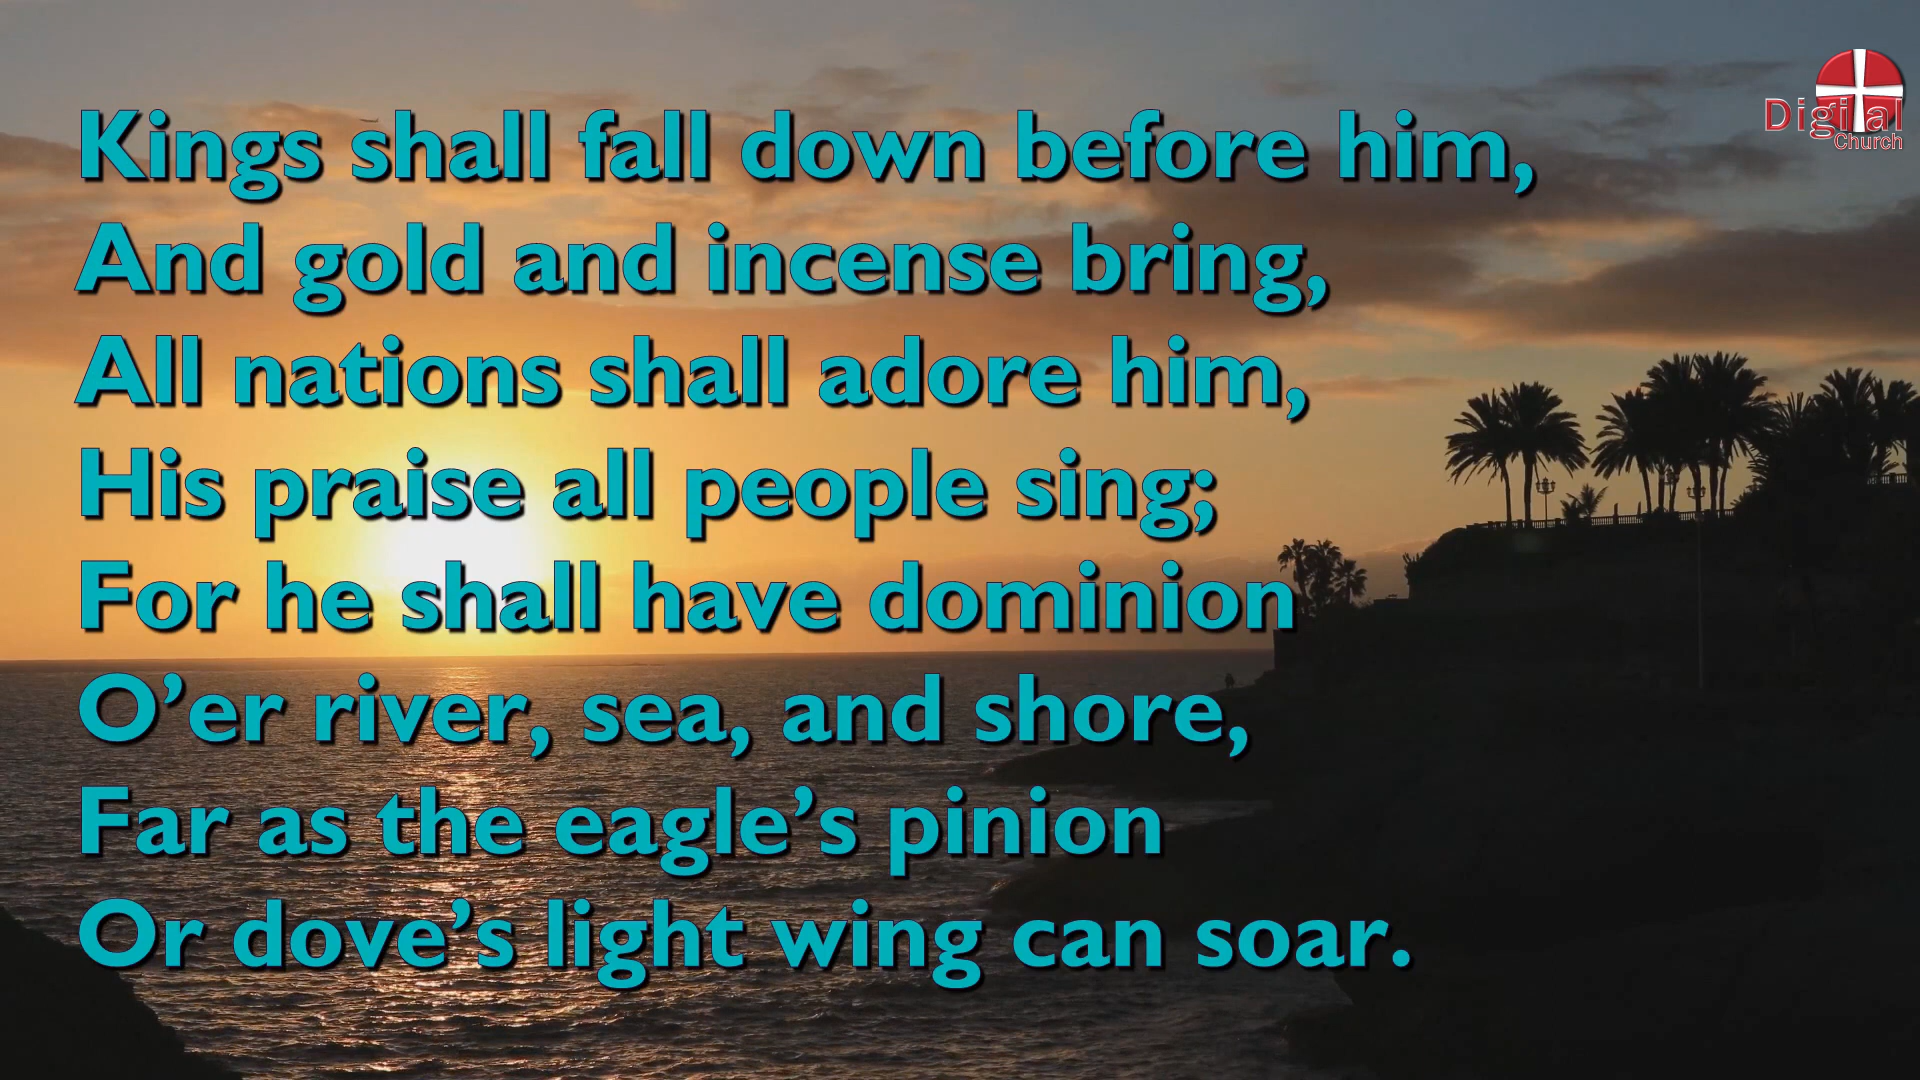 Kings shall fall down before him,
And gold and incense bring,
All nations shall adore him,
His praise all people sing;
For he shall have dominion
O’er river, sea, and shore,
Far as the eagle’s pinion
Or dove’s light wing can soar.
Digital
Church